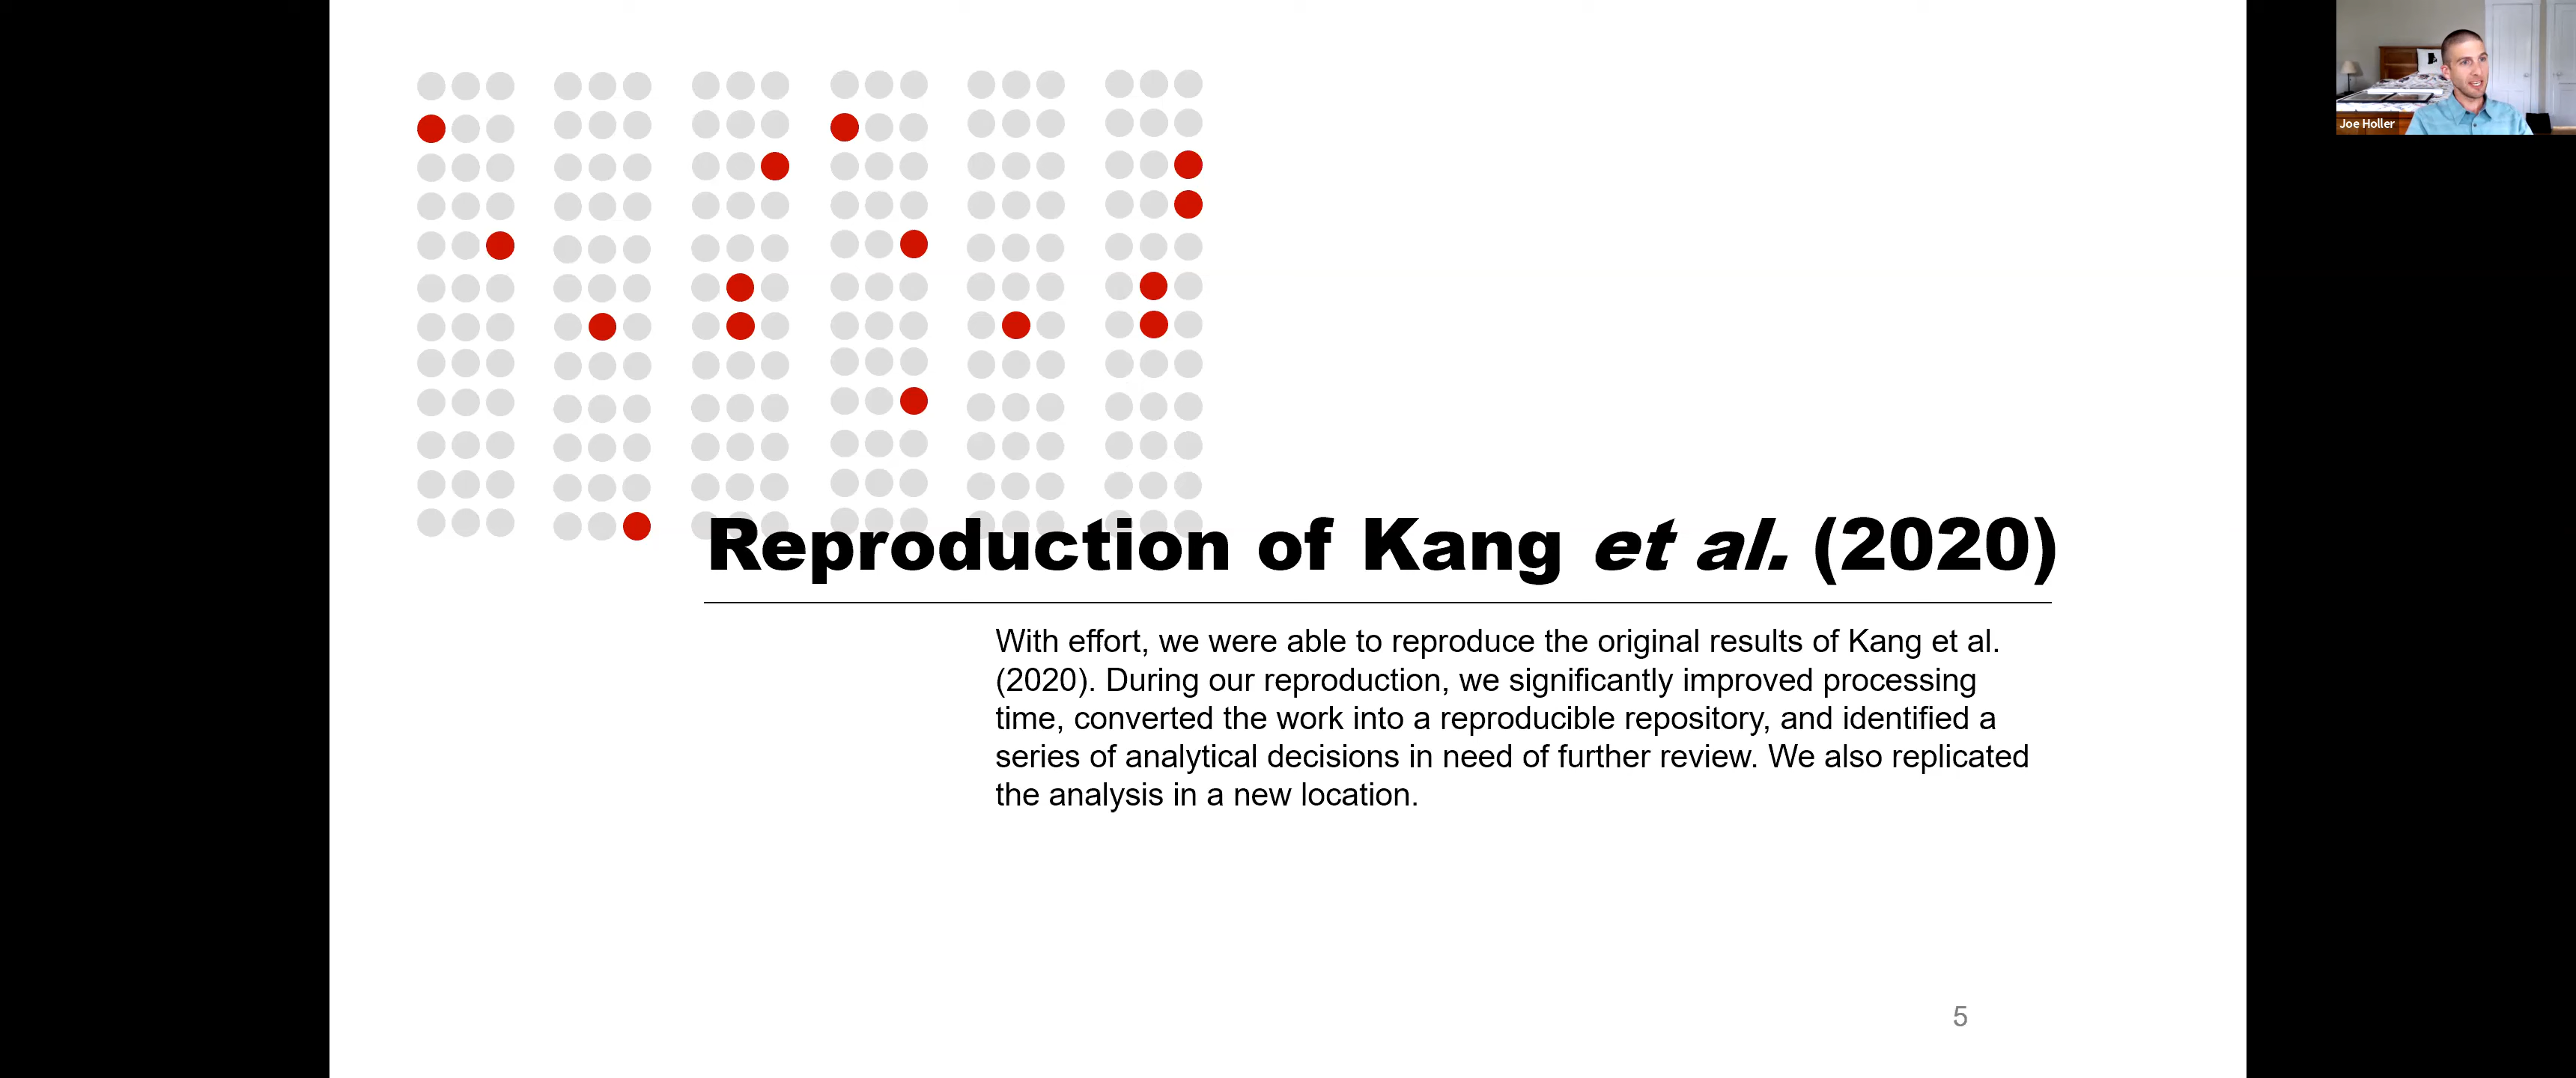 Joe Holler
Reproduction of Kang et al. (2020)
With effort, we were able to reproduce the original results of Kang et al.
(2020). During our reproduction, we significantly improved processing
time, converted the work into a reproducible repository, and identified a
series of analytical decisions in need of further review. We also replicated
the analysis in a new location.
5